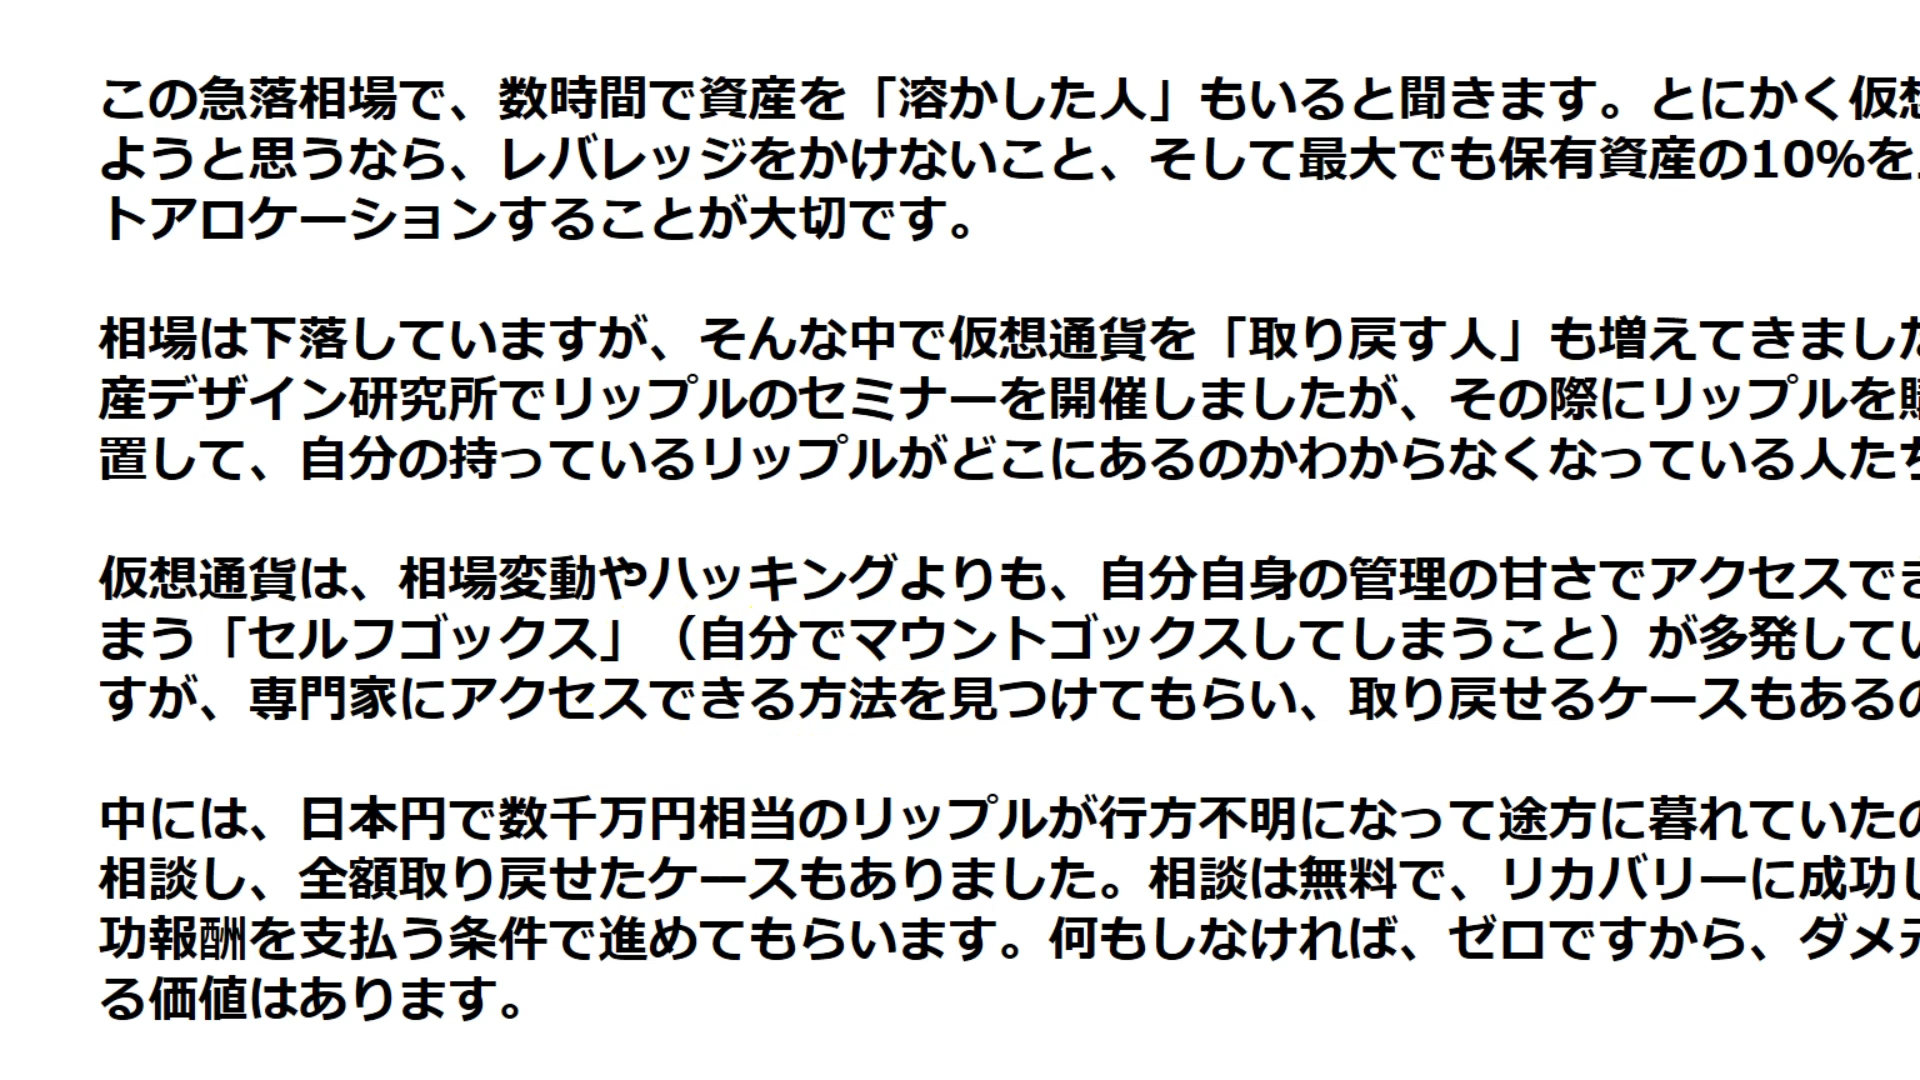 この急落相場で、数時間で資産を「溶かした人」もいると聞きます。とにかく仮想
ようと思うなら、レバレッジをかけないこと、そして最大でも保有資産の10%を
トアロケーションすることが大切です。
相場は下落していますが、そんな中で仮想通貨を「取り戻す人」も増えてきました
産デザイン研究所でリップルのセミナーを開催しましたが、その際にリップルを購
置して、自分の持っているリップルがどこにあるのかわからなくなっている人たち
仮想通貨は、相場変動やハッキングよりも、自分自身の管理の甘さでアクセスでき
まう「セルフゴックス」（自分でマウントゴックスしてしまうこと）が多発してい
すが、専門家にアクセスできる方法を見つけてもらい、取り戻せるケースもあるの
中には、日本円で数千万円相当のリップルが行方不明になって途方に暮れていたの
相談し、全額取り戻せたケースもありました。相談は無料で、リカバリーに成功し
功報酬を支払う条件で進めてもらいます。何もしなければ、ゼロですから、ダメ元
る価値はあります。